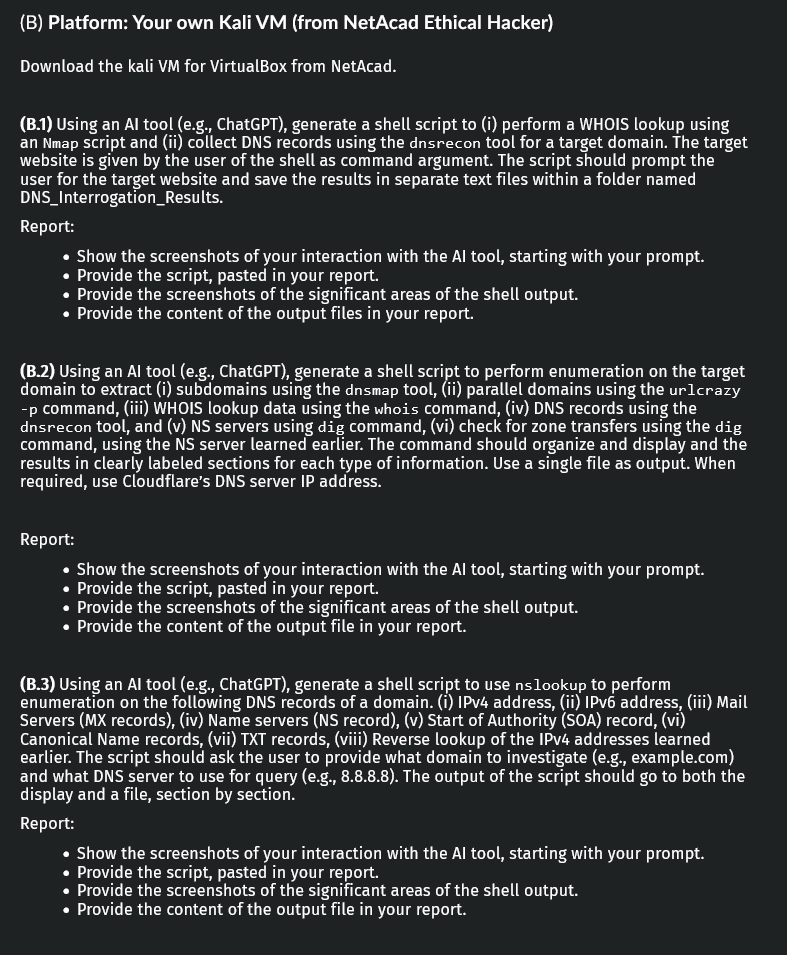 (B) Platform: Your own Kali VM (from NetAcad Ethical Hacker)
Download the kali VM for VirtualBox from NetAcad.
(B.1) Using an AI tool (e.g., ChatGPT), generate a shell script to (i) perform a WHOIS lookup using
an Nmap script and (ii) collect DNS records using the dnsrecon tool for a target domain. The target
website is given by the user of the shell as command argument. The script should prompt the
user for the target website and save the results in separate text files within a folder named
DNS_Interrogation_Results.
Report:
• Show the screenshots of your interaction with the AI tool, starting with your prompt.
• Provide the script, pasted in your report.
• Provide the screenshots of the significant areas of the shell output.
• Provide the content of the output files in your report.
(B.2) Using an AI tool (e.g., ChatGPT), generate a shell script to perform enumeration on the target
domain to extract (i) subdomains using the dnsmap tool, (ii) parallel domains using the urlcrazy
-p command, (iii) WHOIS lookup data using the whois command, (iv) DNS records using the
dnsrecon tool, and (v) NS servers using dig command, (vi) check for zone transfers using the dig
command, using the NS server learned earlier. The command should organize and display and the
results in clearly labeled sections for each type of information. Use a single file as output. When
required, use Cloudflare's DNS server IP address.
Report:
• Show the screenshots of your interaction with the AI tool, starting with your prompt.
• Provide the script, pasted in your report.
• Provide the screenshots of the significant areas of the shell output.
• Provide the content of the output file in your report.
(B.3) Using an AI tool (e.g., ChatGPT), generate a shell script to use nslookup to perform
enumeration on the following DNS records of a domain. (i) IPv4 address, (ii) IPv6 address, (iii) Mail
Servers (MX records), (iv) Name servers (NS record), (v) Start of Authority (SOA) record, (vi)
Canonical Name records, (vii) TXT records, (viii) Reverse lookup of the IPv4 addresses learned
earlier. The script should ask the user to provide what domain to investigate (e.g., example.com)
and what DNS server to use for query (e.g., 8.8.8.8). The output of the script should go to both the
display and a file, section by section.
Report:
• Show the screenshots of your interaction with the AI tool, starting with your prompt.
• Provide the script, pasted in your report.
• Provide the screenshots of the significant areas of the shell output.
• Provide the content of the output file in your report.